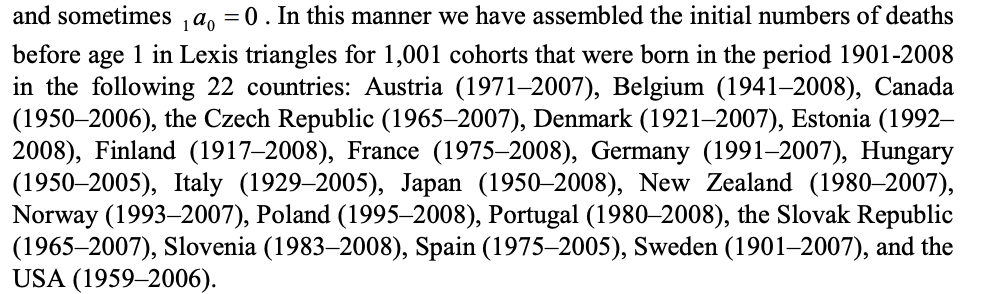 and sometimes ₁a₀ = 0 . In this manner we have assembled the initial numbers of deaths
before age 1 in Lexis triangles for 1,001 cohorts that were born in the period 1901-2008
in the following 22 countries: Austria (1971–2007), Belgium (1941–2008), Canada
(1950–2006), the Czech Republic (1965–2007), Denmark (1921–2007), Estonia (1992–
2008), Finland (1917–2008), France (1975–2008), Germany (1991–2007), Hungary
(1950–2005), Italy (1929–2005), Japan (1950–2008), New Zealand (1980–2007),
Norway (1993–2007), Poland (1995–2008), Portugal (1980–2008), the Slovak Republic
(1965–2007), Slovenia (1983–2008), Spain (1975–2005), Sweden (1901–2007), and the
USA (1959–2006).